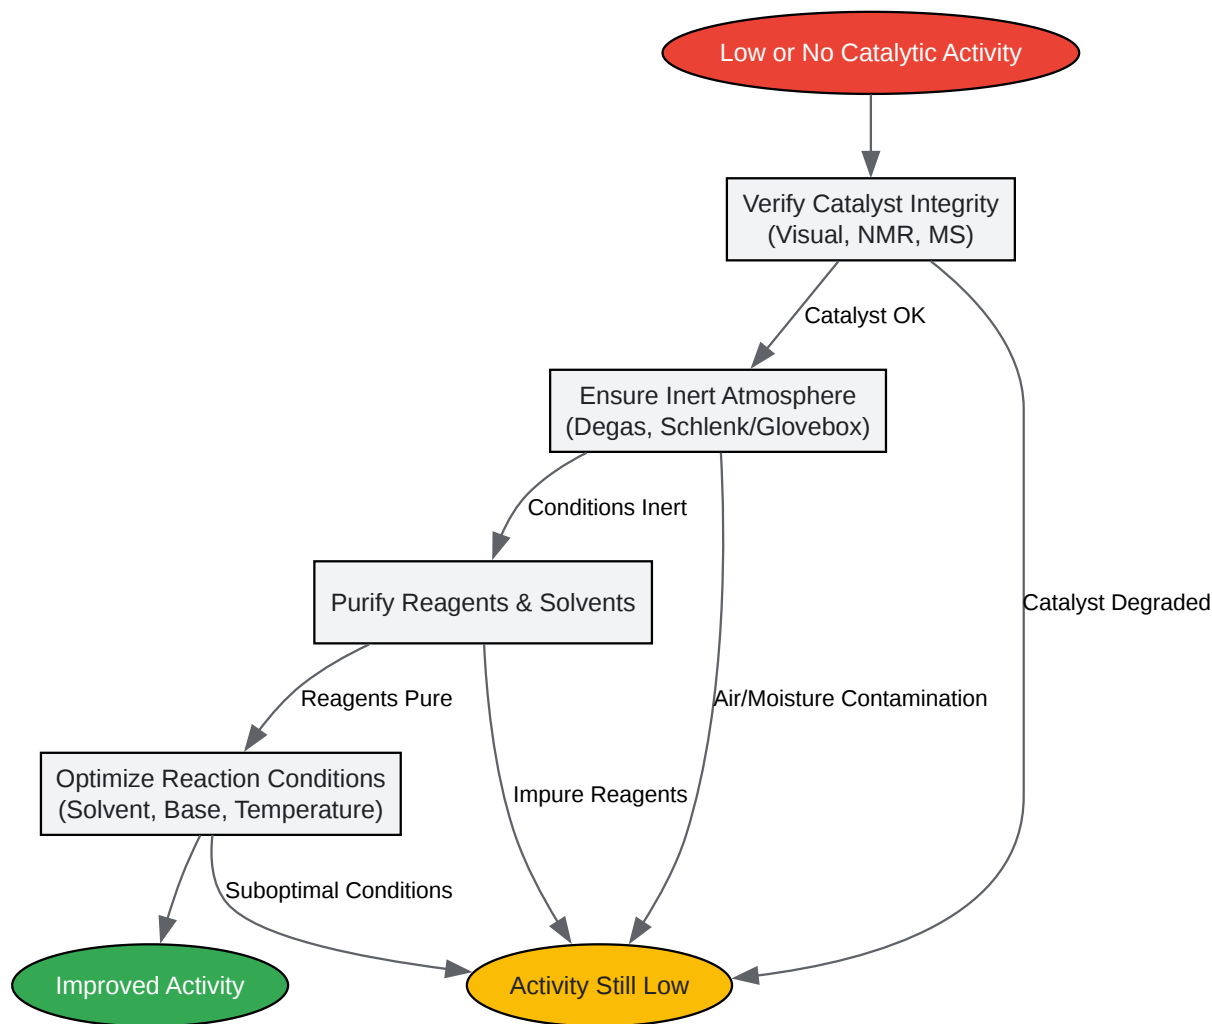 Low or No Catalytic Activity
Verify Catalyst Integrity
(Visual, NMR, MS)
Catalyst OK
Ensure Inert Atmosphere
(Degas, Schlenk/Glovebox)
Conditions Inert
Purify Reagents & Solvents
Catalyst Degraded
Reagents Pure
Air/Moisture Contamination
Optimize Reaction Conditions
(Solvent, Base, Temperature)
Impure Reagents
Suboptimal Conditions
Improved Activity
Activity Still Low